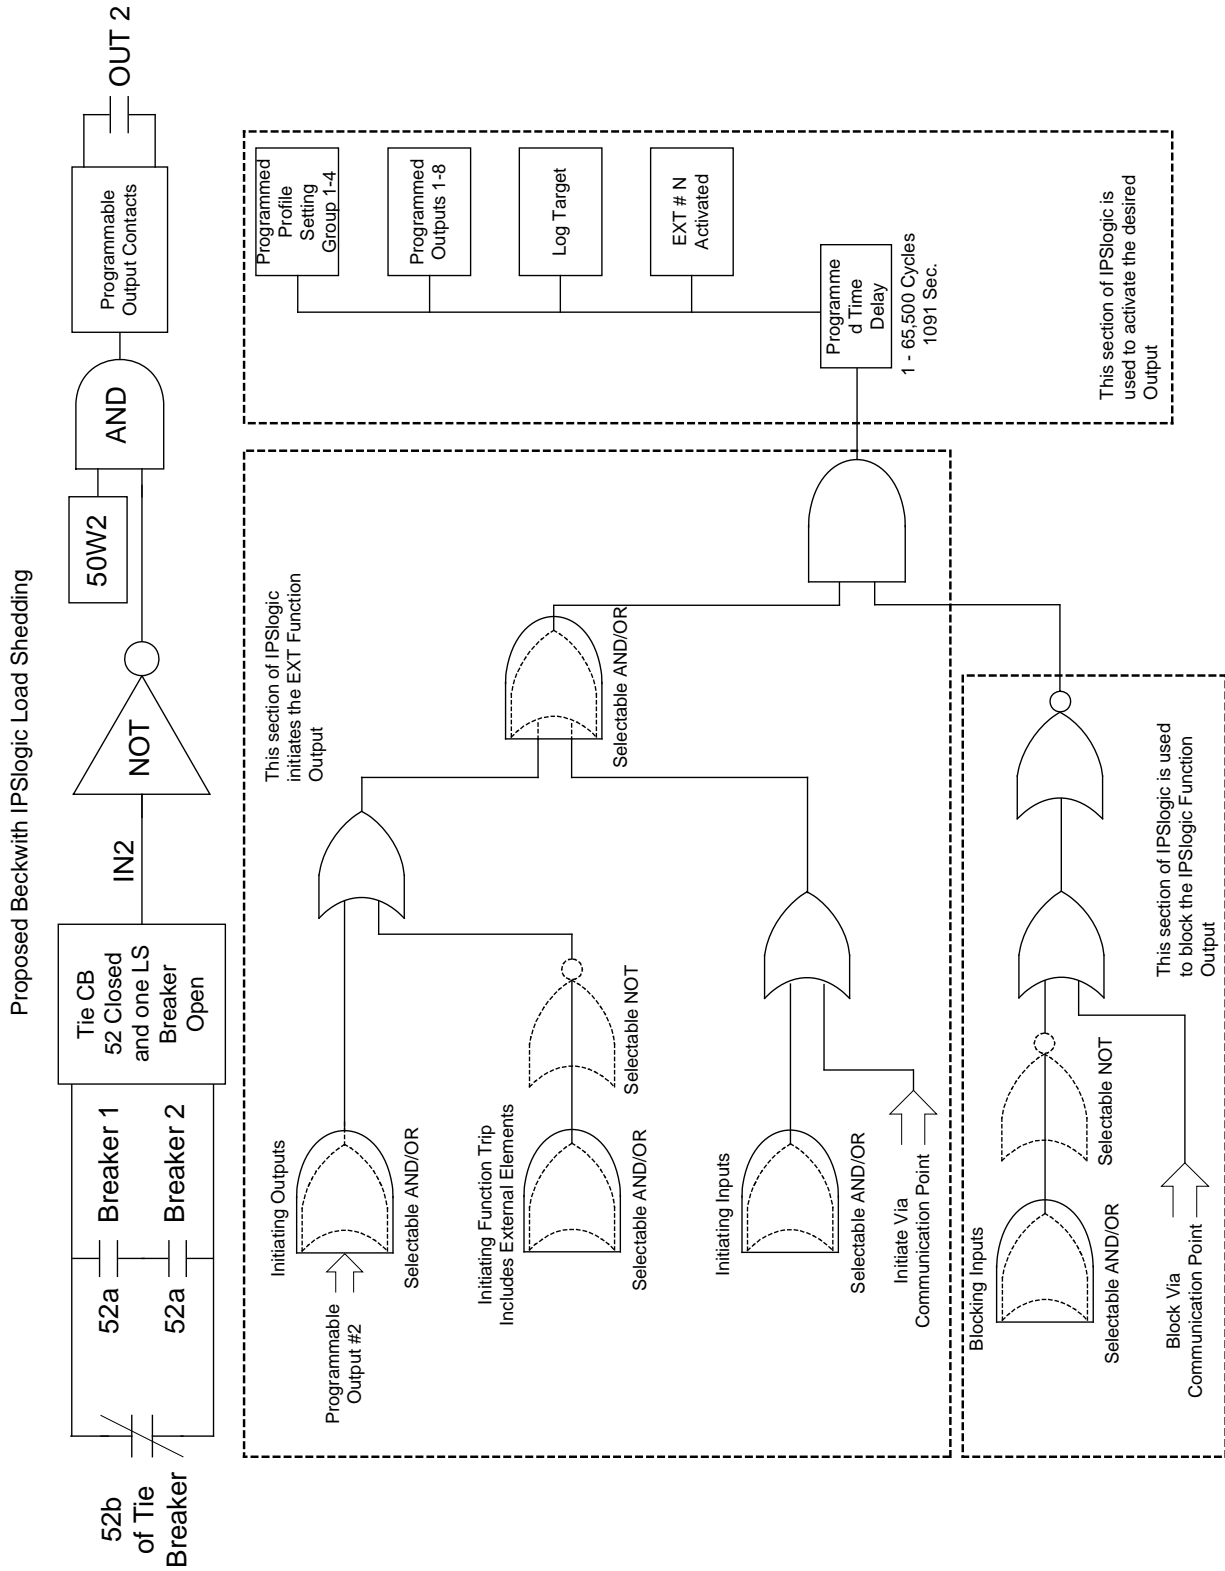 Proposed Beckwith IPSlogic Load Shedding
52b
of Tie
Breaker
52a
Breaker 1
52a
Breaker 2
Tie CB
52 Closed
and one LS
Breaker
Open
IN2
NOT
50W2
AND
Programmable
Output Contacts
OUT 2
Programmable
Output #2
Initiating Outputs
Selectable AND/OR
Initiating Function Trip
Includes External Elements
Selectable AND/OR
Selectable NOT
Initiating Inputs
Selectable AND/OR
Initiate Via
Communication Point
This section of IPSlogic
initiates the EXT Function
Output
Selectable AND/OR
Blocking Inputs
Selectable AND/OR
Selectable NOT
Block Via
Communication Point
This section of IPSlogic is used
to block the IPSlogic Function
Output
Programmed
Profile
Setting
Group 1-4
Programmed
Outputs 1-8
Log Target
EXT # N
Activated
Programme
d Time
Delay
1 - 65,500 Cycles
1091 Sec.
This section of IPSlogic is
used to activate the desired
Output